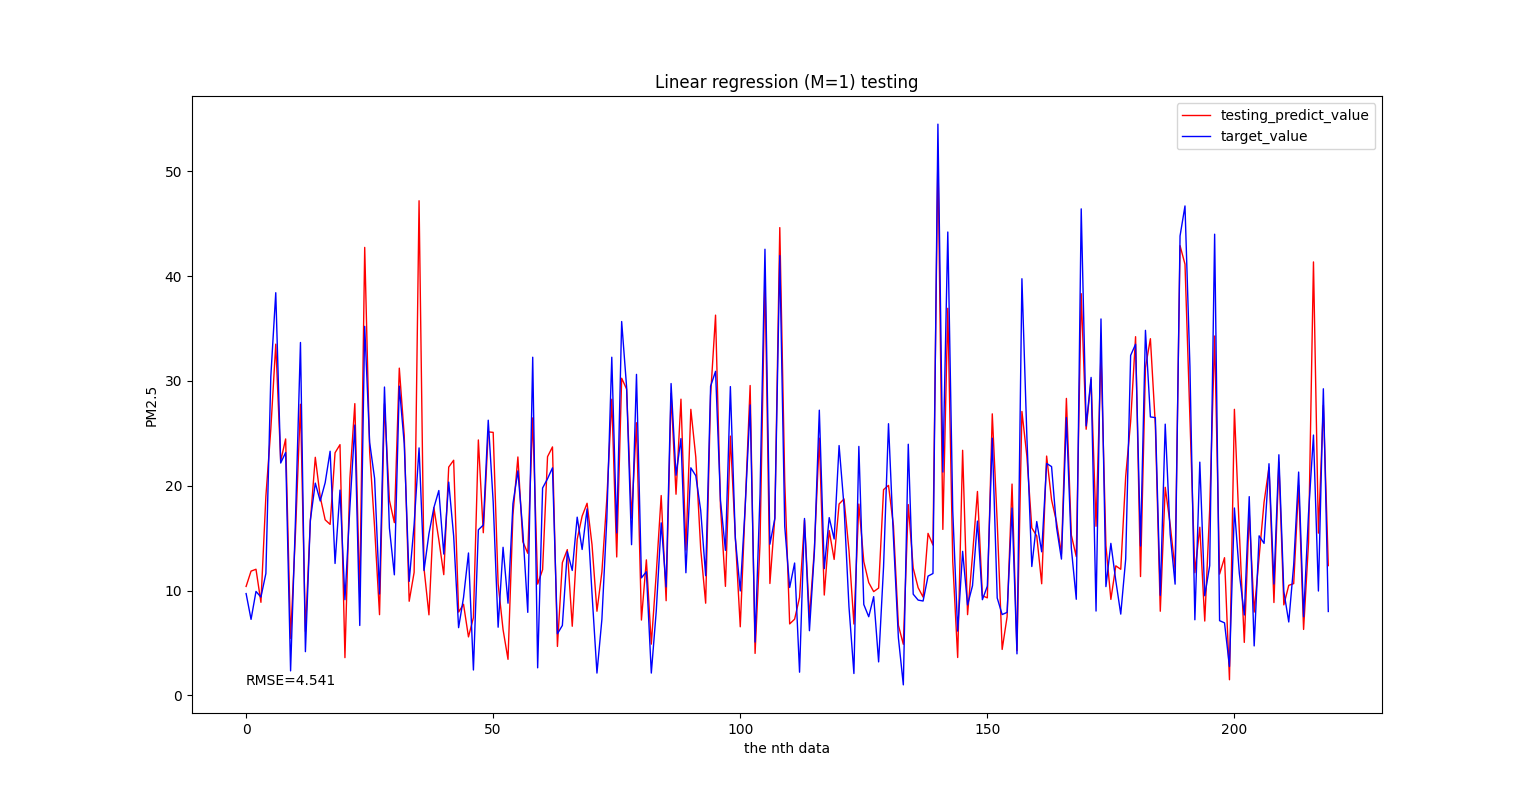 Linear regression (M=1) testing
testing_predict_value
target_value
50
40
30
20
10
0
PM2.5
RMSE=4.541
0
50
100
150
200
the nth data